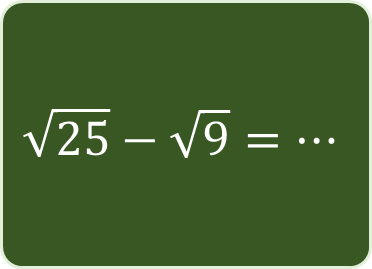 √25 − √9 = ⋯